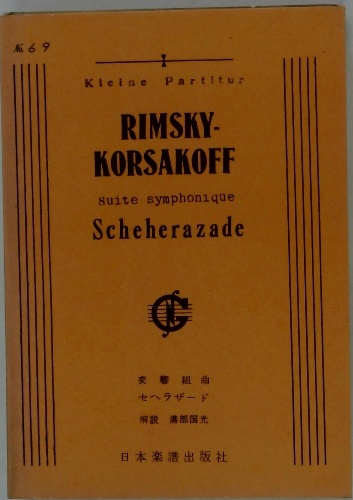 №69
Kleine Partitur
RIMSKY-
KORSAKOFF
Suite symphonique
Scheherazade
交響組曲
セヘラザード
解説 溝部国光
日本楽譜出版社